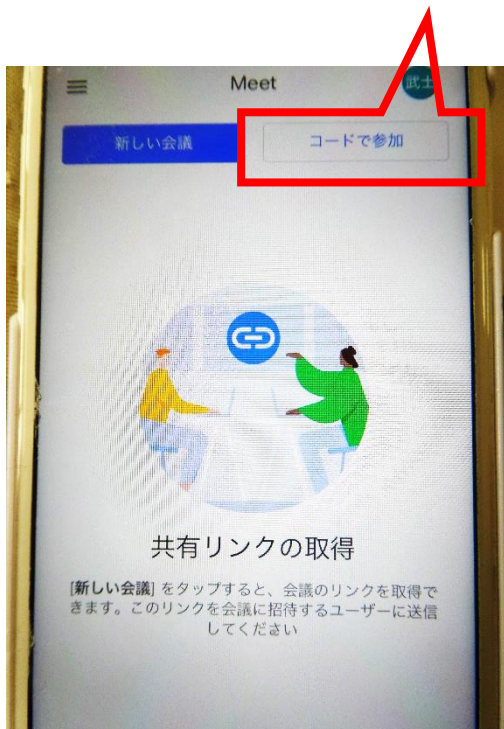 Meet
武士
新しい会議
コードで参加
共有リンクの取得
[新しい会議] をタップすると、会議のリンクを取得で
きます。このリンクを会議に招待するユーザーに送信
してください